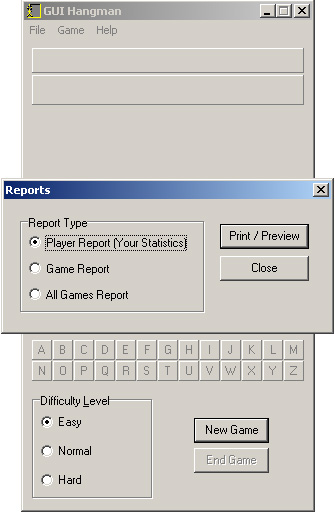 GUI Hangman
File Game Help
Reports
Report Type
Player Report (Your Statistics)
Game Report
All Games Report
Print / Preview
Close
A B C D E F G H I J K L M
N O P Q R S T U V W X Y Z
Difficulty Level
Easy
Normal
Hard
New Game
End Game